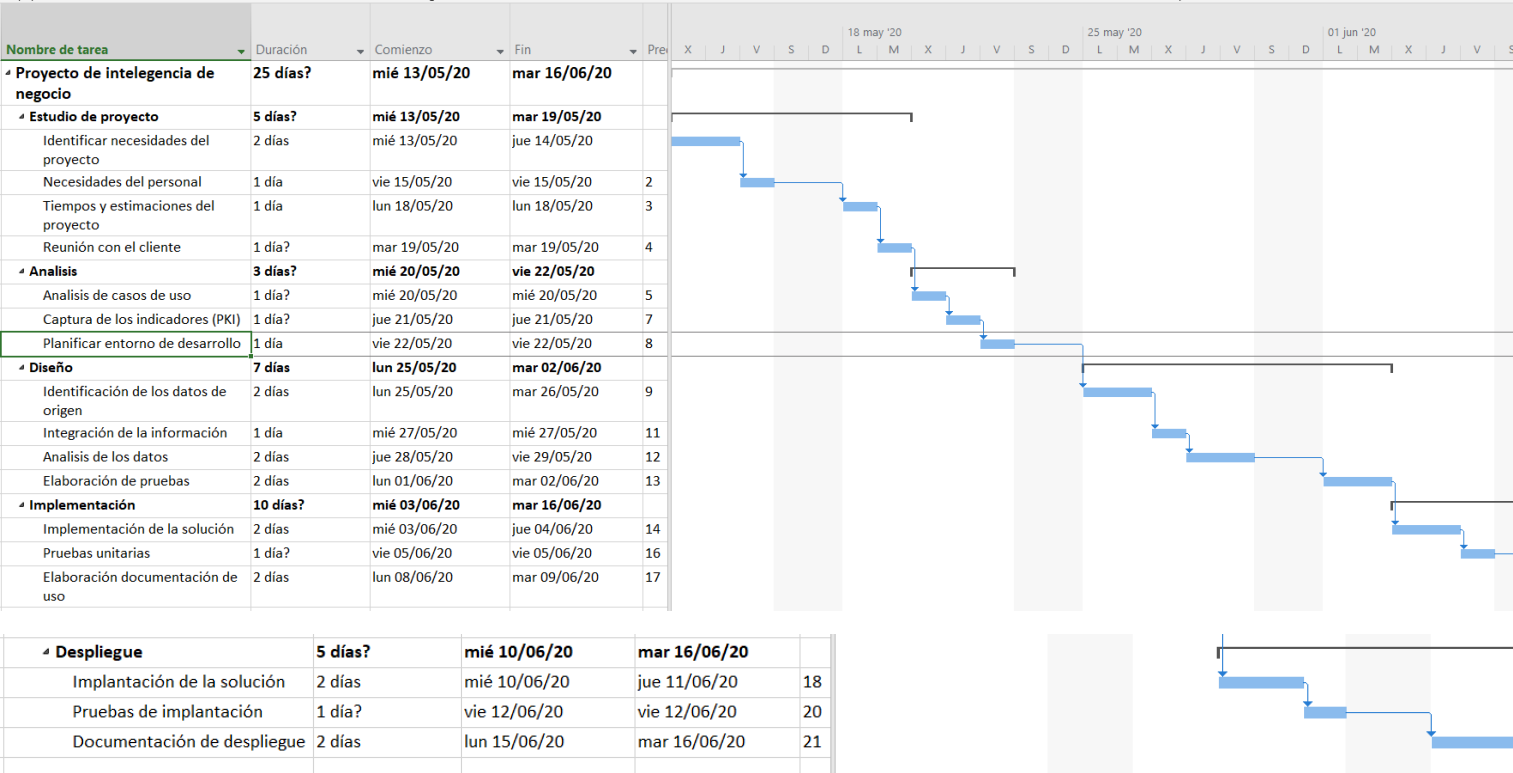 18 may '20 25 may '20 01 jun '20
Nombre de tarea Duración Comienzo Fin Pre X J V S D L M X J V S D L M X J V S D L M X J V S
Proyecto de intelegencia de 25 días? mié 13/05/20 mar 16/06/20
negocio
Estudio de proyecto 5 días? mié 13/05/20 mar 19/05/20
Identificar necesidades del 2 días mié 13/05/20 jue 14/05/20
proyecto
Necesidades del personal 1 día vie 15/05/20 vie 15/05/20 2
Tiempos y estimaciones del 1 día lun 18/05/20 lun 18/05/20 3
proyecto
Reunión con el cliente 1 día? mar 19/05/20 mar 19/05/20 4
Analisis 3 días? mié 20/05/20 vie 22/05/20
Analisis de casos de uso 1 día? mié 20/05/20 mié 20/05/20 5
Captura de los indicadores (PKI) 1 día? jue 21/05/20 jue 21/05/20 7
Planificar entorno de desarrollo 1 día vie 22/05/20 vie 22/05/20 8
Diseño 7 días lun 25/05/20 mar 02/06/20
Identificación de los datos de 2 días lun 25/05/20 mar 26/05/20 9
origen
Integración de la información 1 día mié 27/05/20 mié 27/05/20 11
Analisis de los datos 2 días jue 28/05/20 vie 29/05/20 12
Elaboración de pruebas 2 días lun 01/06/20 mar 02/06/20 13
Implementación 10 días? mié 03/06/20 mar 16/06/20
Implementación de la solución 2 días mié 03/06/20 jue 04/06/20 14
Pruebas unitarias 1 día? vie 05/06/20 vie 05/06/20 16
Elaboración documentación de 2 días lun 08/06/20 mar 09/06/20 17
uso
Despliegue 5 días? mié 10/06/20 mar 16/06/20
Implantación de la solución 2 días mié 10/06/20 jue 11/06/20 18
Pruebas de implantación 1 día? vie 12/06/20 vie 12/06/20 20
Documentación de despliegue 2 días lun 15/06/20 mar 16/06/20 21